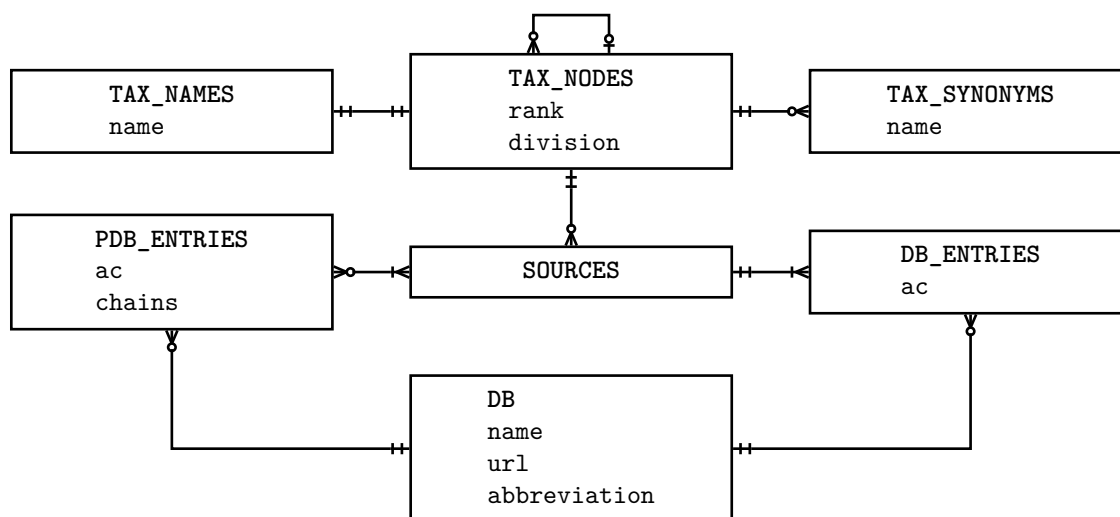 TAX_NAMES
name
TAX_NODES
rank
division
TAX_SYNONYMS
name
PDB_ENTRIES
ac
chains
SOURCES
DB_ENTRIES
ac
DB
name
url
abbreviation